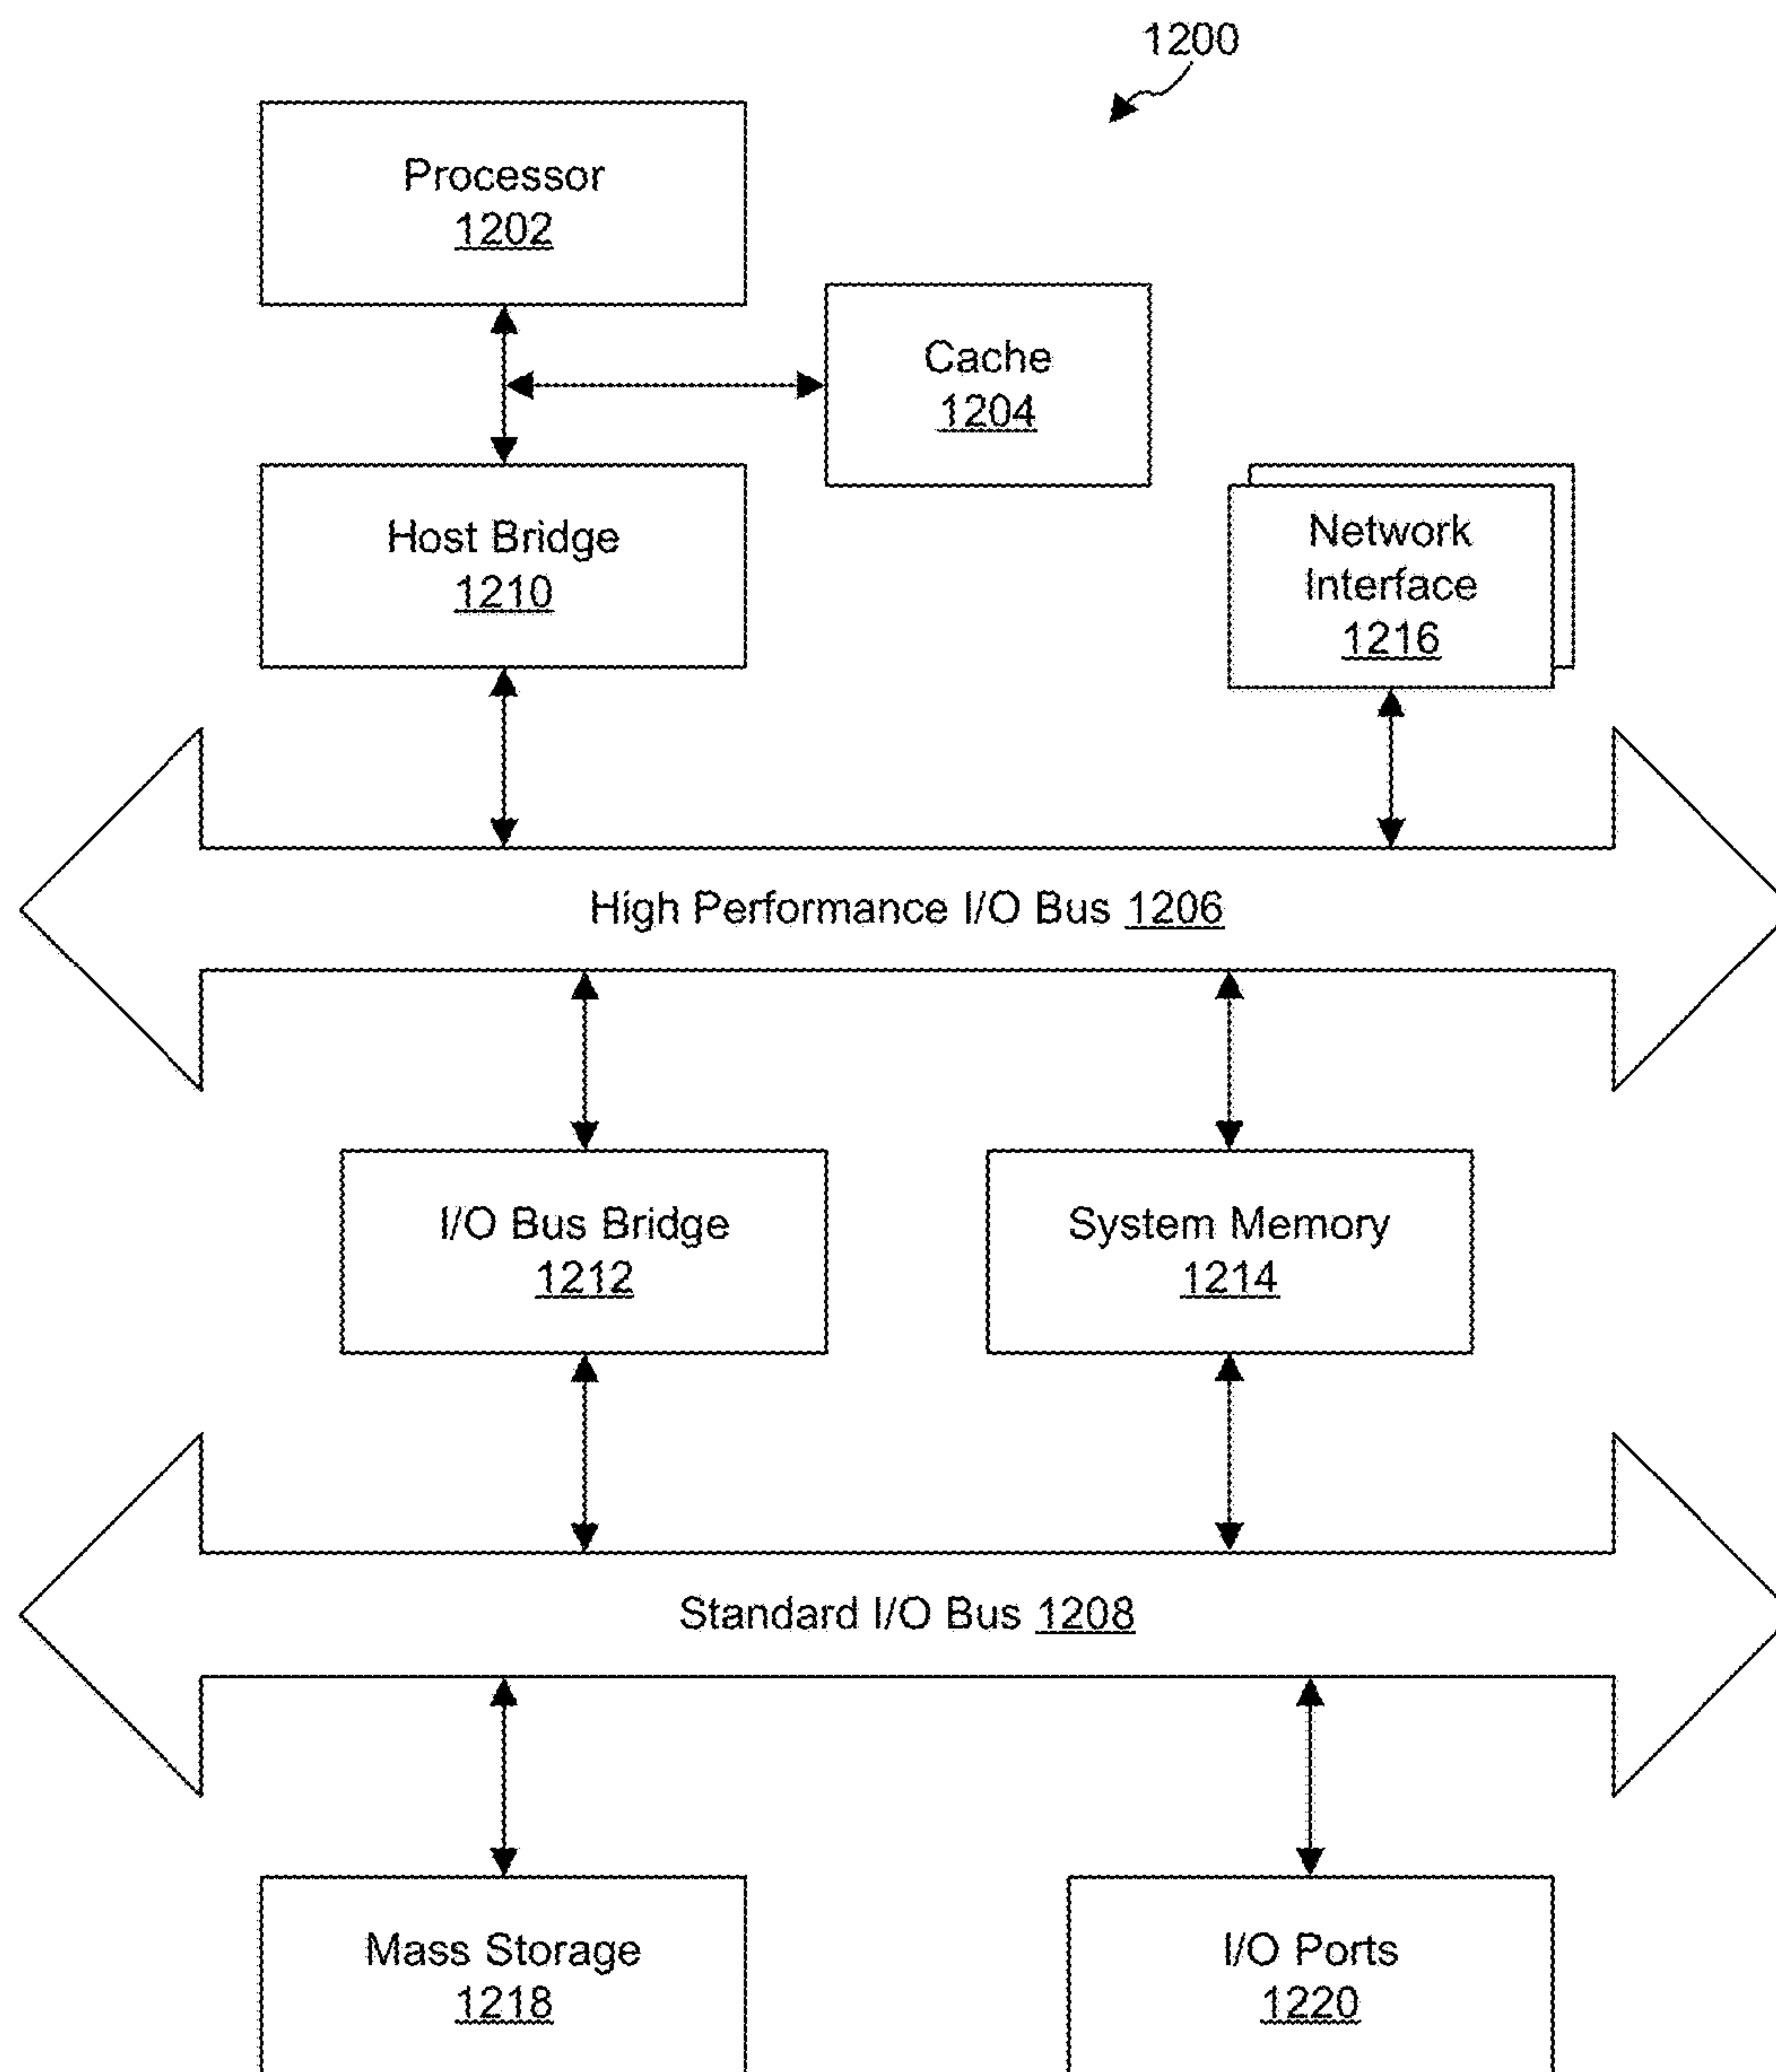 1200
Processor
1202
Cache
1204
Host Bridge
1210
Network
Interface
1216
High Performance I/O Bus 1206
I/O Bus Bridge
1212
System Memory
1214
Standard I/O Bus 1208
Mass Storage
1218
I/O Ports
1220